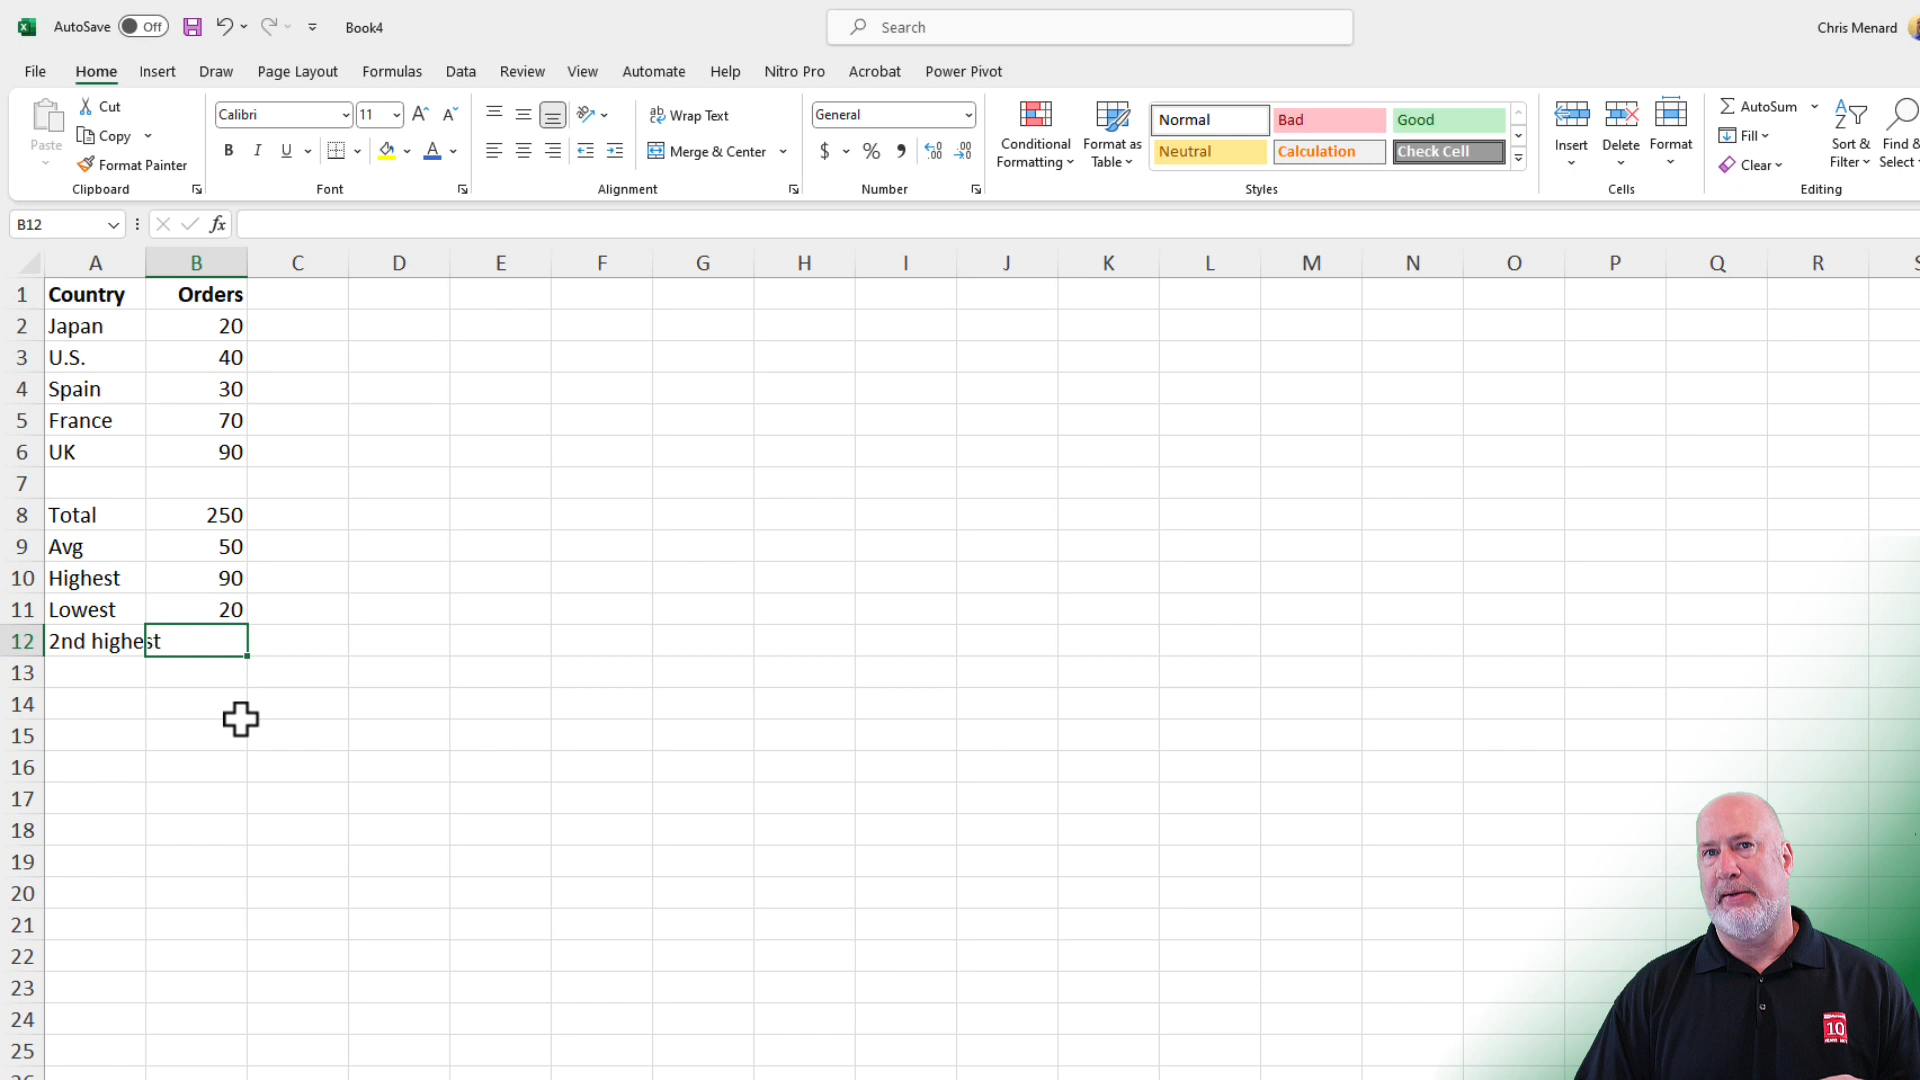 AutoSave Off Book4 Search Chris Menard
File Home Insert Draw Page Layout Formulas Data Review View Automate Help Nitro Pro Acrobat Power Pivot
Paste Cut Copy Format Painter
Clipboard
Calibri 11
B I U A
Font
ab Wrap Text
Merge & Center
Alignment
General
$ % 9
Number
Conditional Formatting
Format as Table
Normal Bad Good
Neutral Calculation Check Cell
Styles
Insert Delete Format
Cells
AutoSum
Fill
Clear
Sort & Filter
Find & Select
Editing
B12 fx
A B C D E F G H I J K L M N O P Q R
1 Country Orders
2 Japan 20
3 U.S. 40
4 Spain 30
5 France 70
6 UK 90
7
8 Total 250
9 Avg 50
10 Highest 90
11 Lowest 20
12 2nd highest
13
14
15
16
17
18
19
20
21
22
23
24
25
10